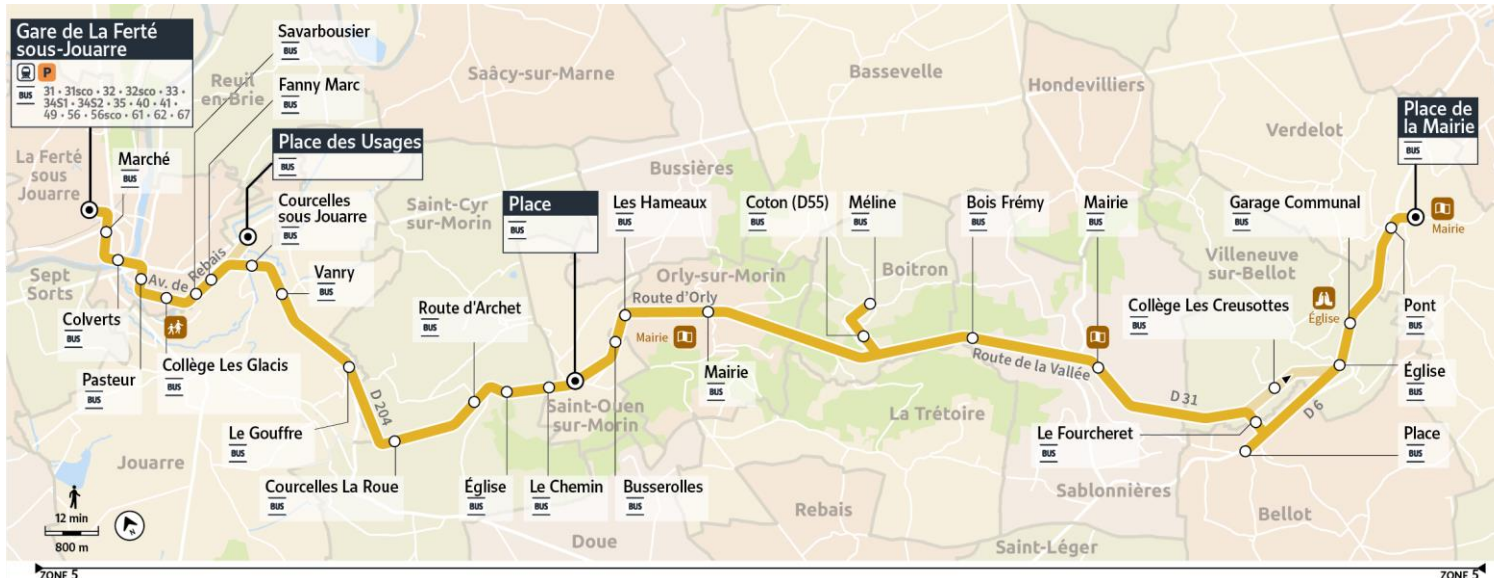 Gare de La Ferté
sous-Jouarre
P
BUS
31 • 31sco • 32 • 32sco • 33 •
34S1 • 34S2 • 35 • 40 • 41 •
49 • 56 • 56sco • 61 • 62 • 67
Savarbousier
BUS
Fanny Marc
BUS
Reuil
en-Brie
Saâcy-sur-Marne
Bassevelle
Hondevilliers
Verdelot
Place de
la Mairie
BUS
Mairie
La Ferté
sous
Jouarre
Marché
BUS
Place des Usages
BUS
Courcelles
sous Jouarre
BUS
Saint-Cyr
sur-Morin
Bussières
Place
BUS
Les Hameaux
BUS
Coton (D55)
BUS
Méline
BUS
Bois Frémy
BUS
Mairie
BUS
Garage Communal
BUS
Villeneuve
sur-Bellot
Sept
Sorts
Av. de Rebais
Vanry
BUS
Orly-sur-Morin
Boitron
Route d'Orly
Route d'Archet
BUS
Collège Les Creusottes
BUS
Église
Pont
BUS
Colverts
BUS
Pasteur
BUS
Collège Les Glacis
BUS
Mairie
Mairie
BUS
Route de la Vallée
Église
BUS
D 204
Saint-Ouen
sur-Morin
La Trétoire
D 31
D 6
Le Gouffre
BUS
Le Fourcheret
BUS
Place
BUS
Jouarre
Courcelles La Roue
BUS
Église
BUS
Le Chemin
BUS
Busserolles
BUS
Rebais
Sablonnières
Bellot
Doue
Saint-Léger
12 min
800 m
N
ZONE 5
ZONE 5